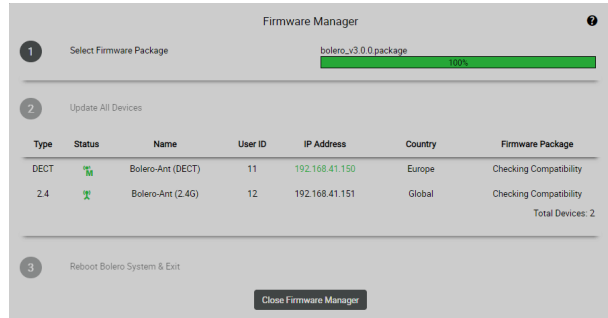 Firmware Manager
?
1
Select Firmware Package
bolero_v3.0.0.package
100%
2
Update All Devices
Type Status Name User ID IP Address Country Firmware Package
DECT M Bolero-Ant (DECT) 11 192.168.41.150 Europe Checking Compatibility
2.4 Bolero-Ant (2.4G) 12 192.168.41.151 Global Checking Compatibility
Total Devices: 2
3
Reboot Bolero System & Exit
Close Firmware Manager